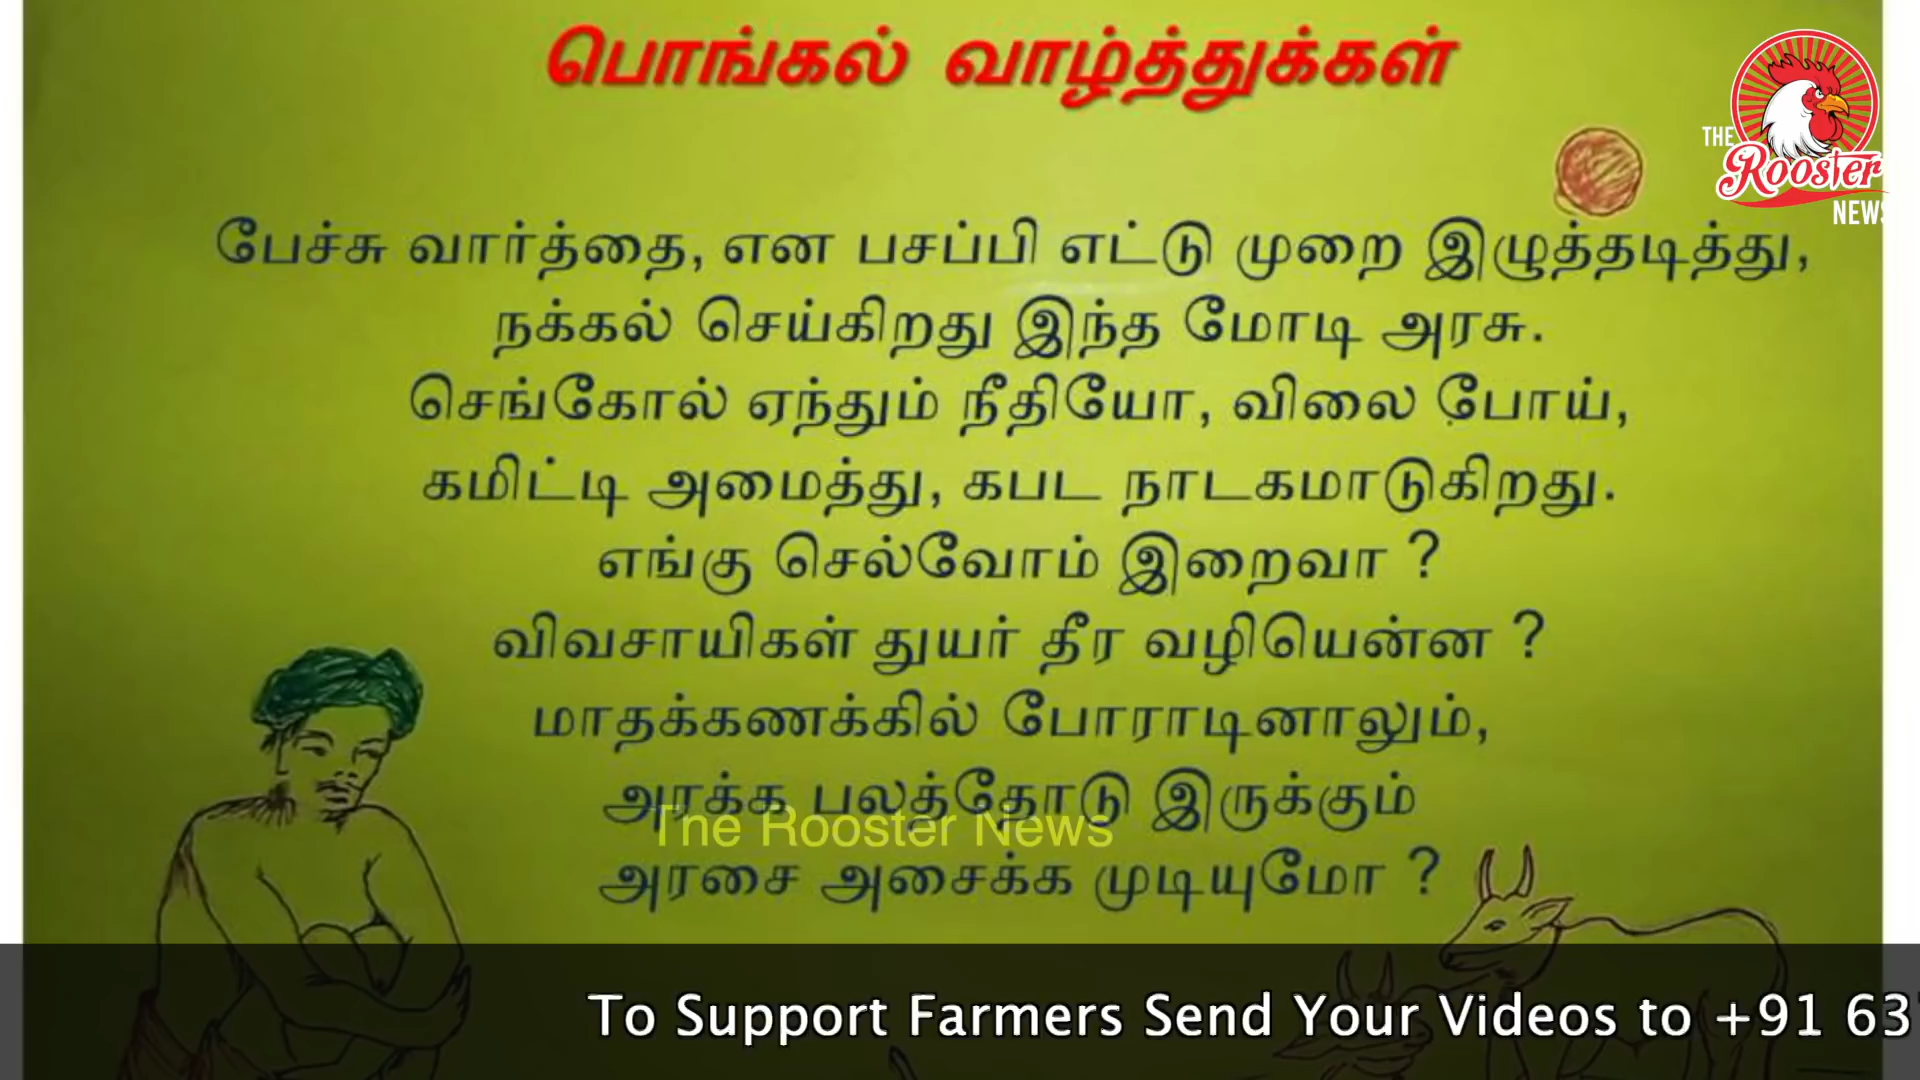 பொங்கல் வாழ்த்துக்கள்
THE
Rooster
NEWS
பேச்சு வார்த்தை, என பசப்பி எட்டு முறை இழுத்தடித்து,
நக்கல் செய்கிறது இந்த மோடி அரசு.
செங்கோல் ஏந்தும் நீதியோ, விலை போய்,
கமிட்டி அமைத்து, கபட நாடகமாடுகிறது.
எங்கு செல்வோம் இறைவா ?
விவசாயிகள் துயர் தீர வழியென்ன ?
மாதக்கணக்கில் போராடினாலும்,
அரக்க பலத்தோடு இருக்கும்
The Rooster News
அரசை அசைக்க முடியுமோ ?
To Support Farmers Send Your Videos to +91 63